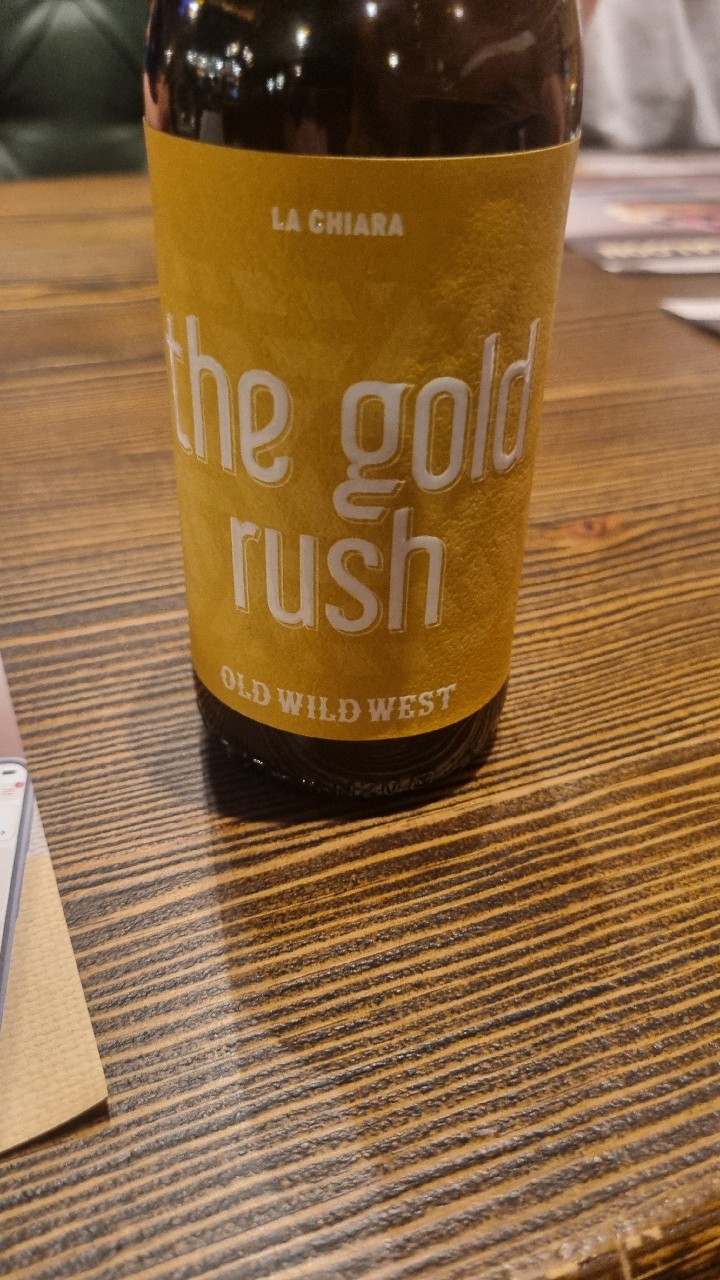 LA CHIARA
the gold
rush
OLD WILD WEST